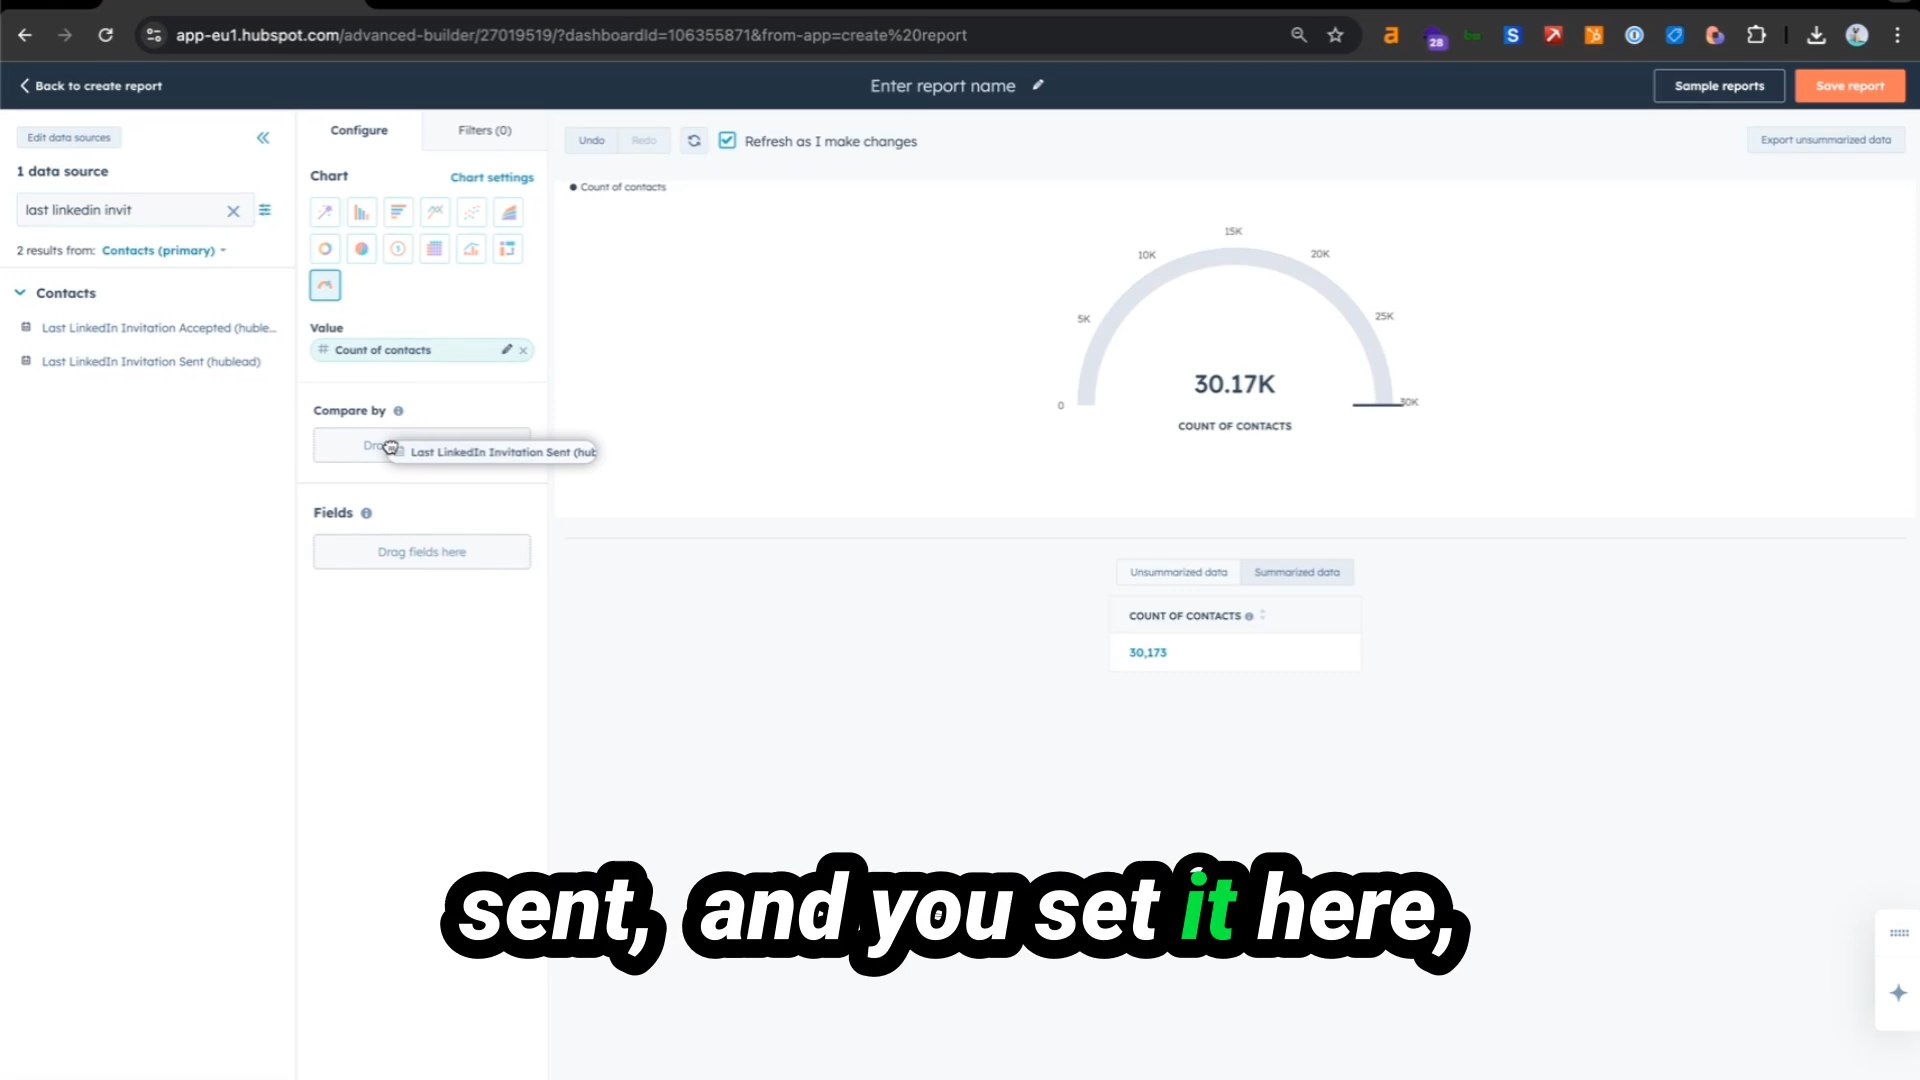 app-eu1.hubspot.com/advanced-builder/27019519/?dashboardId=106355871&from-app=create%20report
28
Back to create report
Enter report name
Sample reports
Save report
Edit data sources
Configure
Filters (0)
Undo
Redo
Refresh as I make changes
Export unsummarized data
1 data source
Chart
Chart settings
Count of contacts
last linkedin invit
2 results from: Contacts (primary)
Contacts
Last LinkedIn Invitation Accepted (huble...
Last LinkedIn Invitation Sent (hublead)
Value
Count of contacts
Compare by
Last LinkedIn Invitation Sent (hub
Fields
Drag fields here
0
5K
10K
15K
20K
25K
30K
30.17K
COUNT OF CONTACTS
Unsummarized data
Summarized data
COUNT OF CONTACTS
30,173
sent, and you set it here,